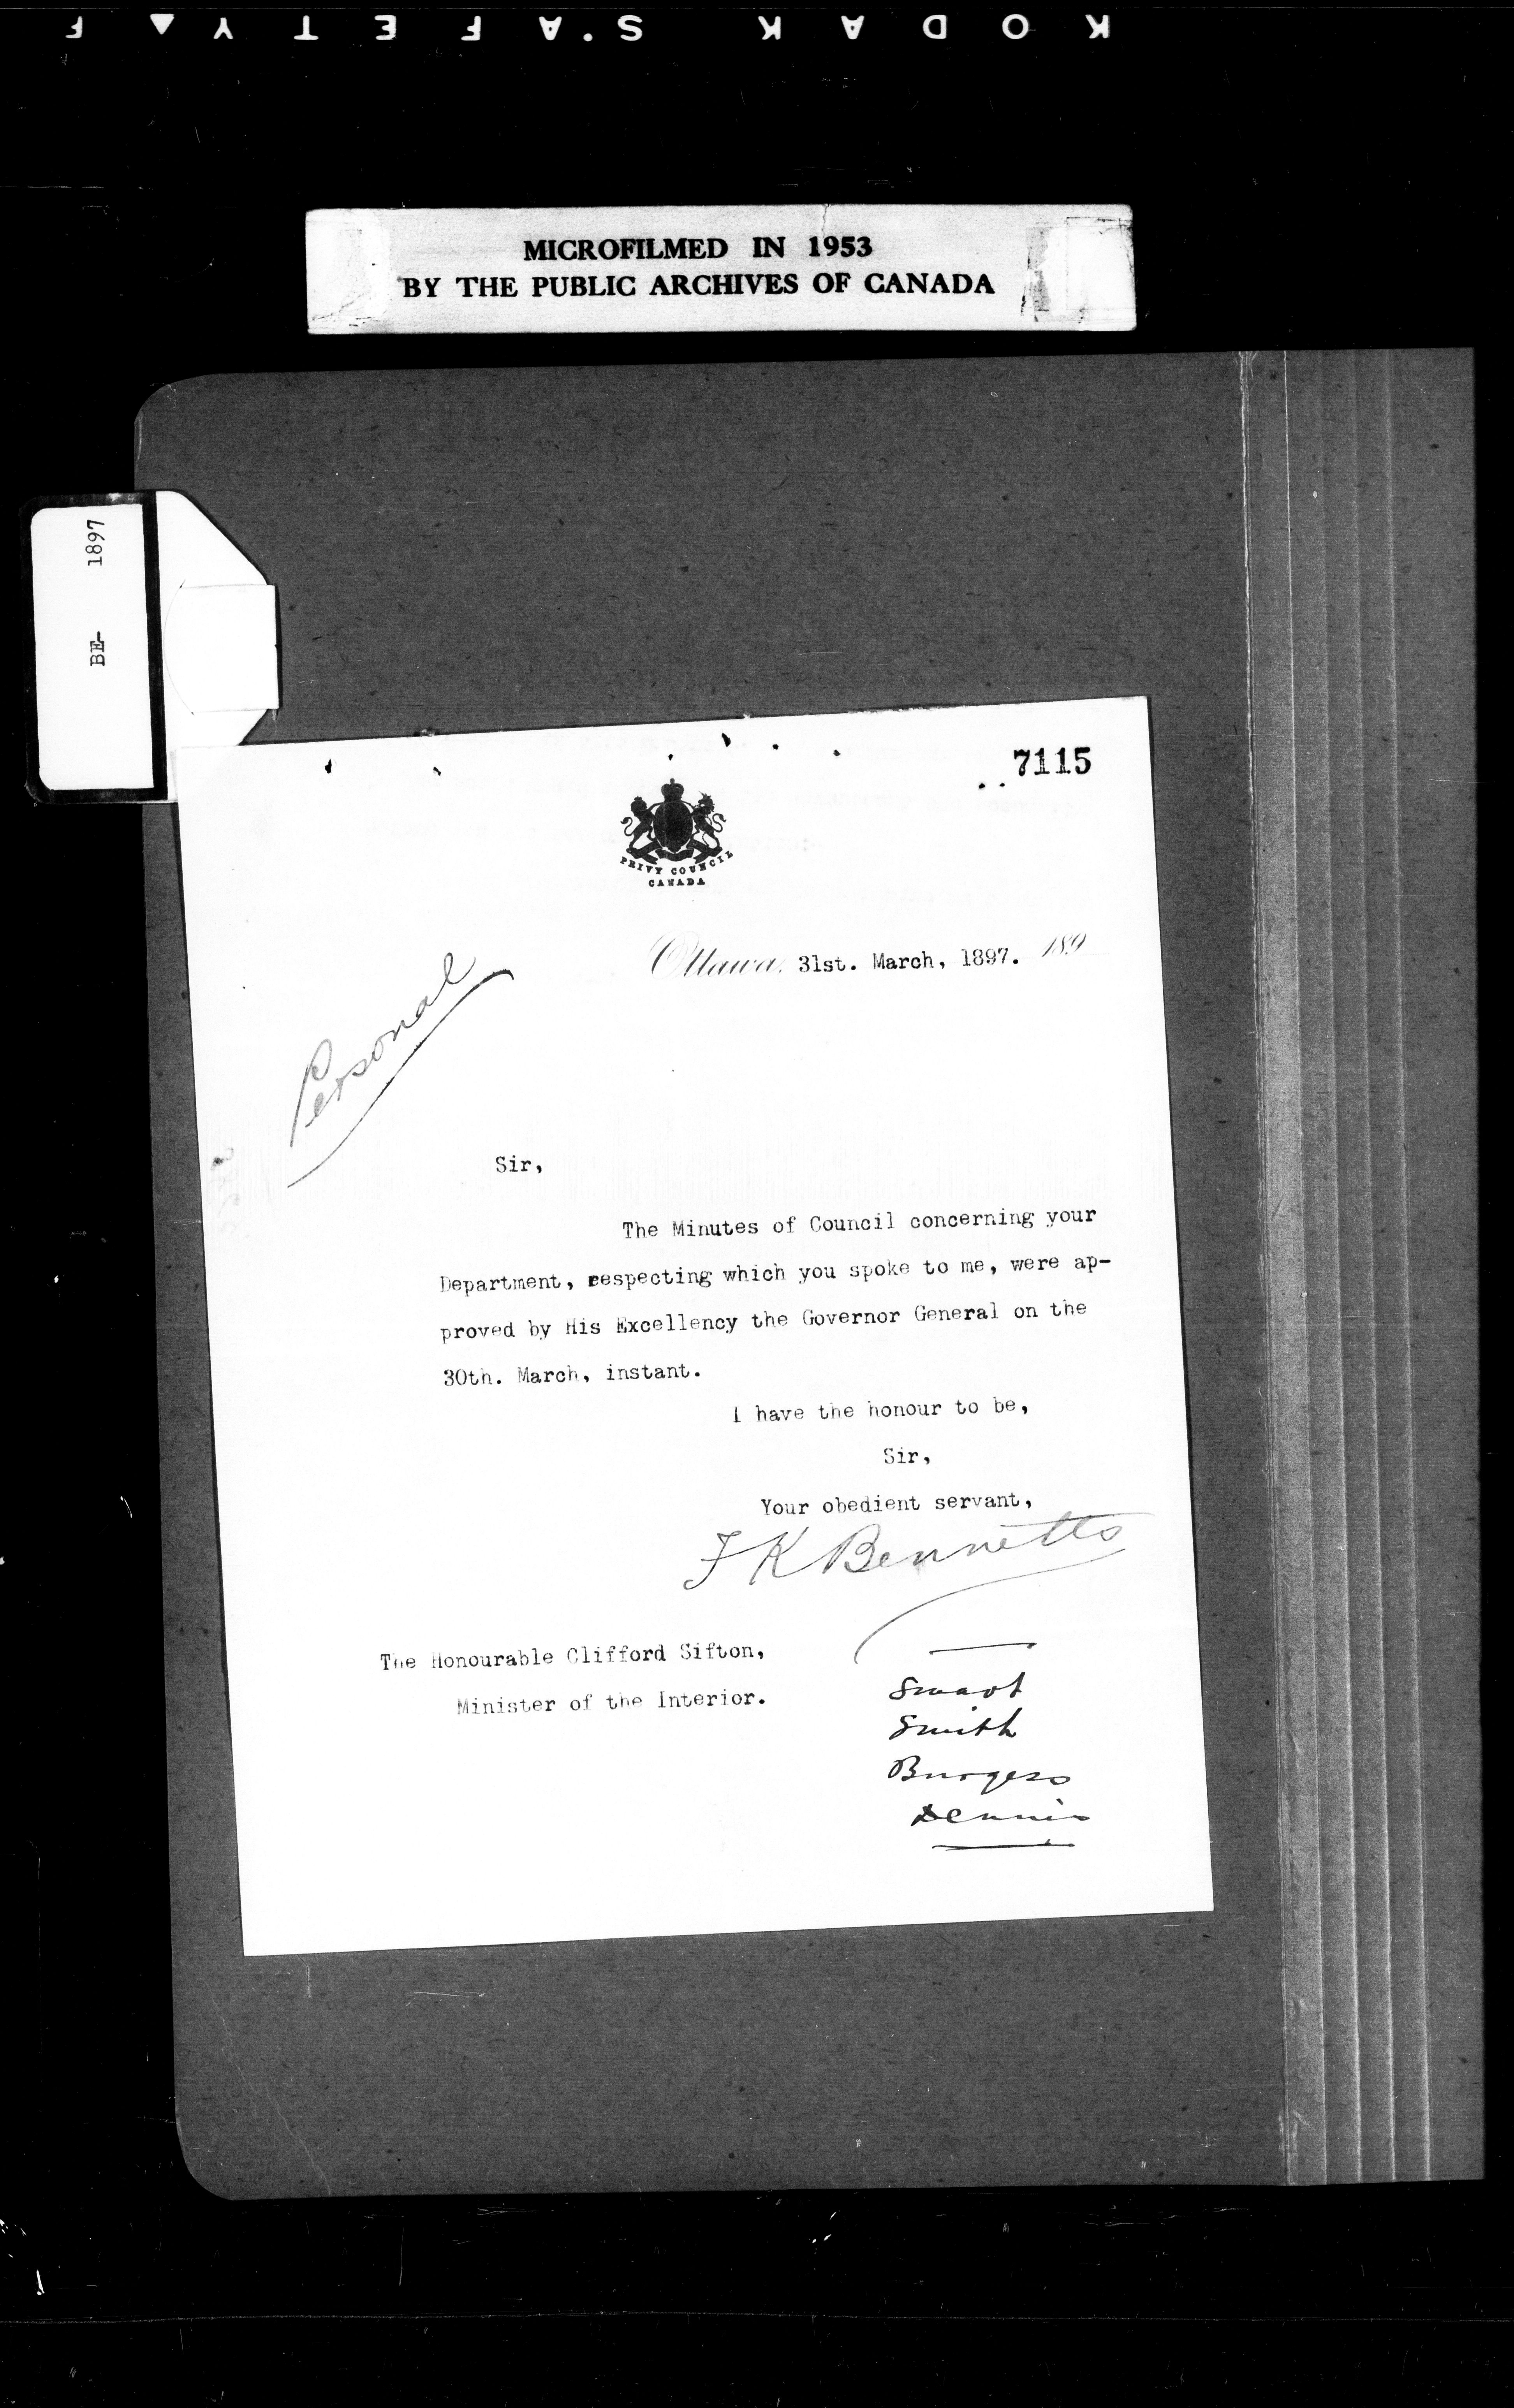 KODAK S.AFETY F
MICROFILMED IN 1953
BY THE PUBLIC ARCHIVES OF CANADA
BE- 1897
7115
PRIVY COUNCIL
CANADA
Ottawa, 31st. March, 1897. 189
Personal
Sir,
The Minutes of Council concerning your
Department, respecting which you spoke to me, were ap-
proved by His Excellency the Governor General on the
30th. March, instant.
I have the honour to be,
Sir,
Your obedient servant,
F K Bennetts
The Honourable Clifford Sifton,
Minister of the Interior.
Smart
Smith
Burgess
Dennis